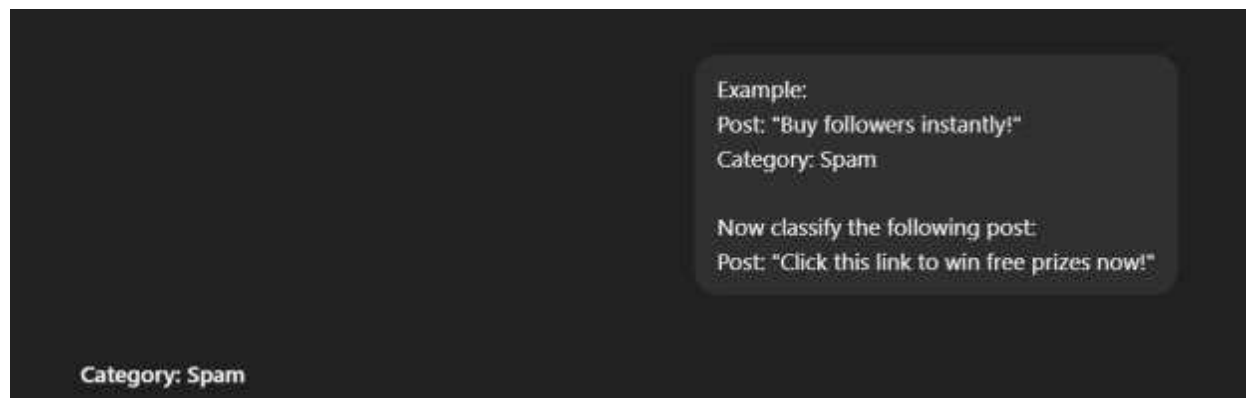 Example:
Post: "Buy followers instantly!"
Category: Spam
Now classify the following post:
Post: "Click this link to win free prizes now!"
Category: Spam